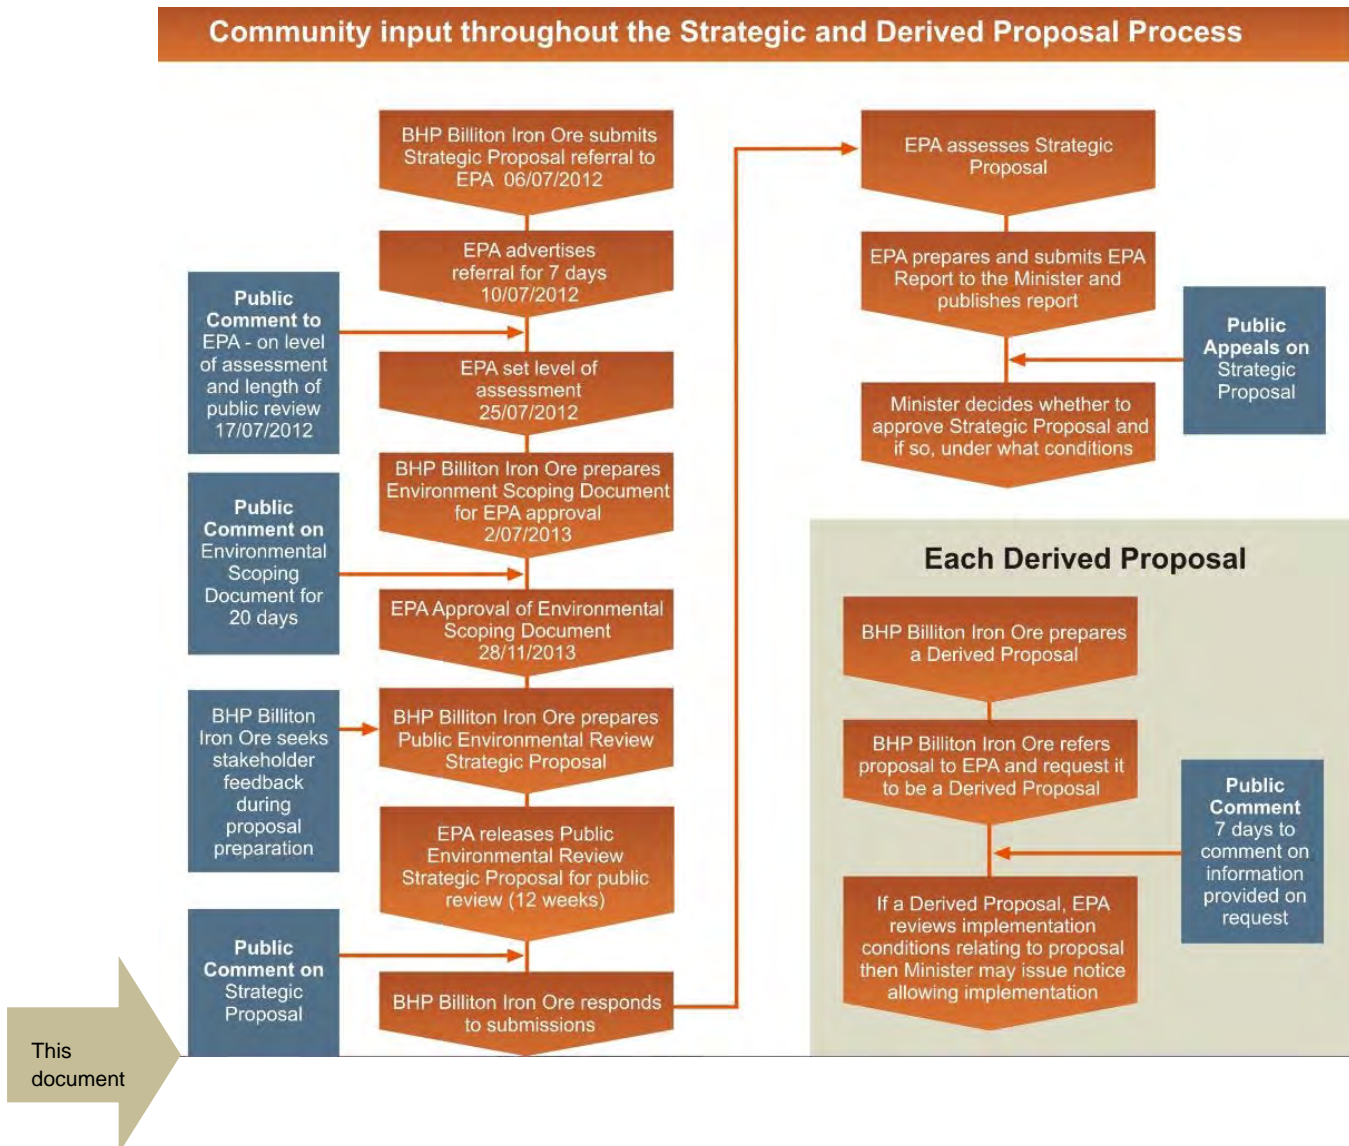 Community input throughout the Strategic and Derived Proposal Process
BHP Billiton Iron Ore submits
Strategic Proposal referral to
EPA 06/07/2012
EPA advertises
referral for 7 days
10/07/2012
Public
Comment to
EPA - on level
of assessment
and length of
public review
17/07/2012
EPA set level of
assessment
25/07/2012
BHP Billiton Iron Ore prepares
Environment Scoping Document
for EPA approval
2/07/2013
Public
Comment on
Environmental
Scoping
Document for
20 days
EPA Approval of Environmental
Scoping Document
28/11/2013
BHP Billiton
Iron Ore seeks
stakeholder
feedback
during
proposal
preparation
BHP Billiton Iron Ore prepares
Public Environmental Review
Strategic Proposal
EPA releases Public
Environmental Review
Strategic Proposal for public
review (12 weeks)
Public
Comment on
Strategic
Proposal
BHP Billiton Iron Ore responds
to submissions
This
document
EPA assesses Strategic
Proposal
EPA prepares and submits EPA
Report to the Minister and
publishes report
Public
Appeals on
Strategic
Proposal
Minister decides whether to
approve Strategic Proposal and
if so, under what conditions
Each Derived Proposal
BHP Billiton Iron Ore prepares
a Derived Proposal
BHP Billiton Iron Ore refers
proposal to EPA and request it
to be a Derived Proposal
Public
Comment
7 days to
comment on
information
provided on
request
If a Derived Proposal, EPA
reviews implementation
conditions relating to proposal
then Minister may issue notice
allowing implementation